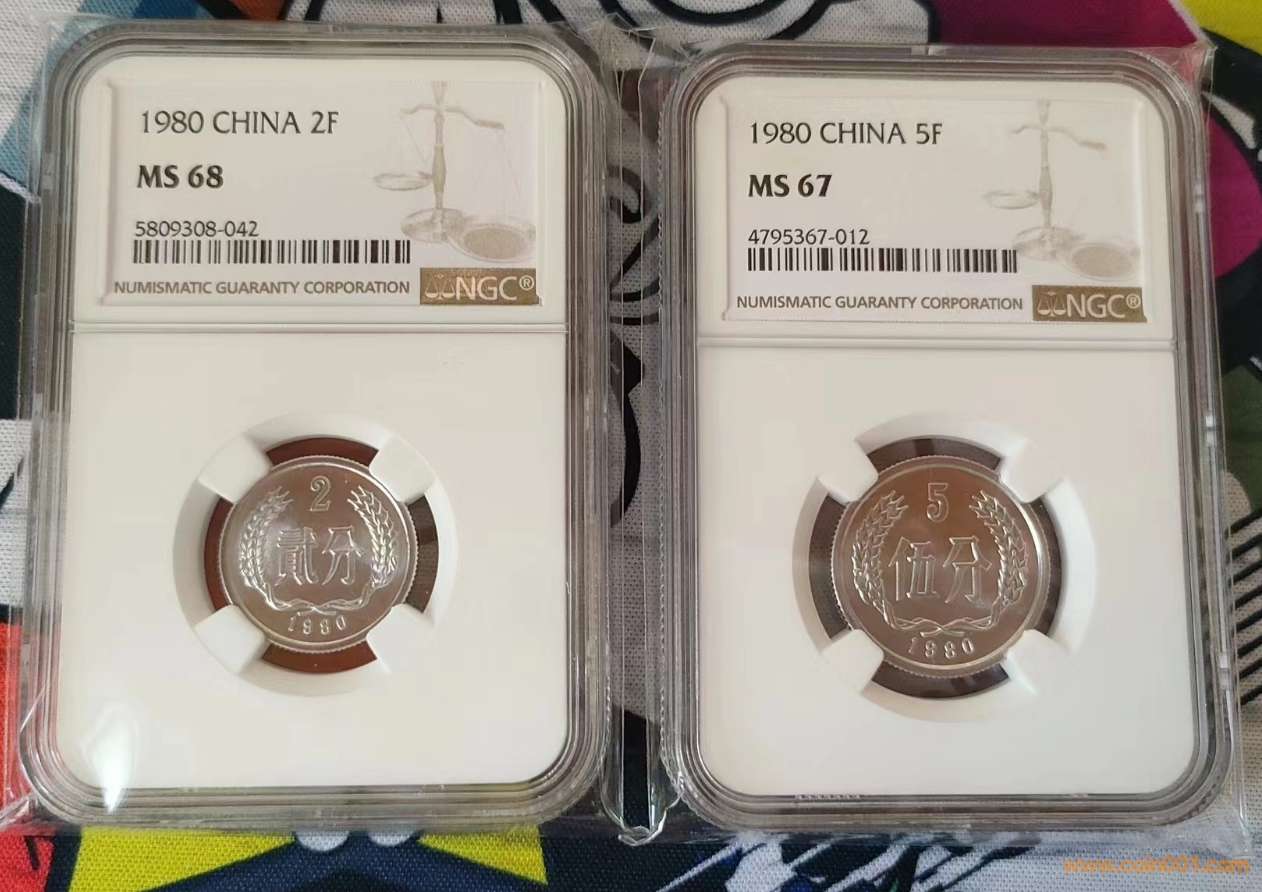 1980 CHINA 2F
MS 68
5809308-042
NUMISMATIC GUARANTY CORPORATION
NGC®
2
贰分
1980
1980 CHINA 5F
MS 67
4795367-012
NUMISMATIC GUARANTY CORPORATION
NGC®
5
伍分
1980
www.coin001.com